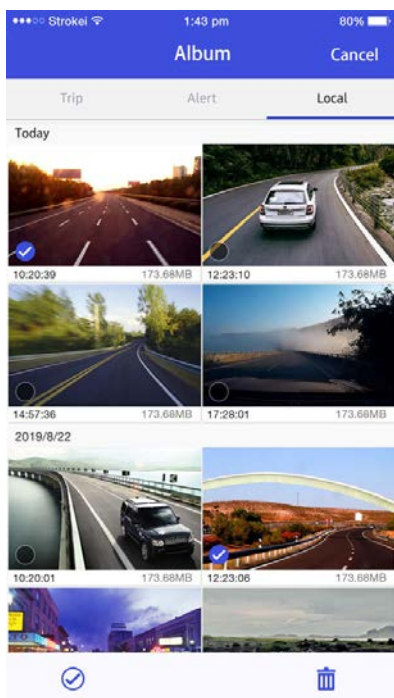 Strokei 1:43 pm 80%
Album Cancel
Trip Alert Local
Today
10:20:39 173.68MB 12:23:10 173.68MB
14:57:36 173.68MB 17:28:01 173.68MB
2019/8/22
10:20:01 173.68MB 12:23:06 173.68MB